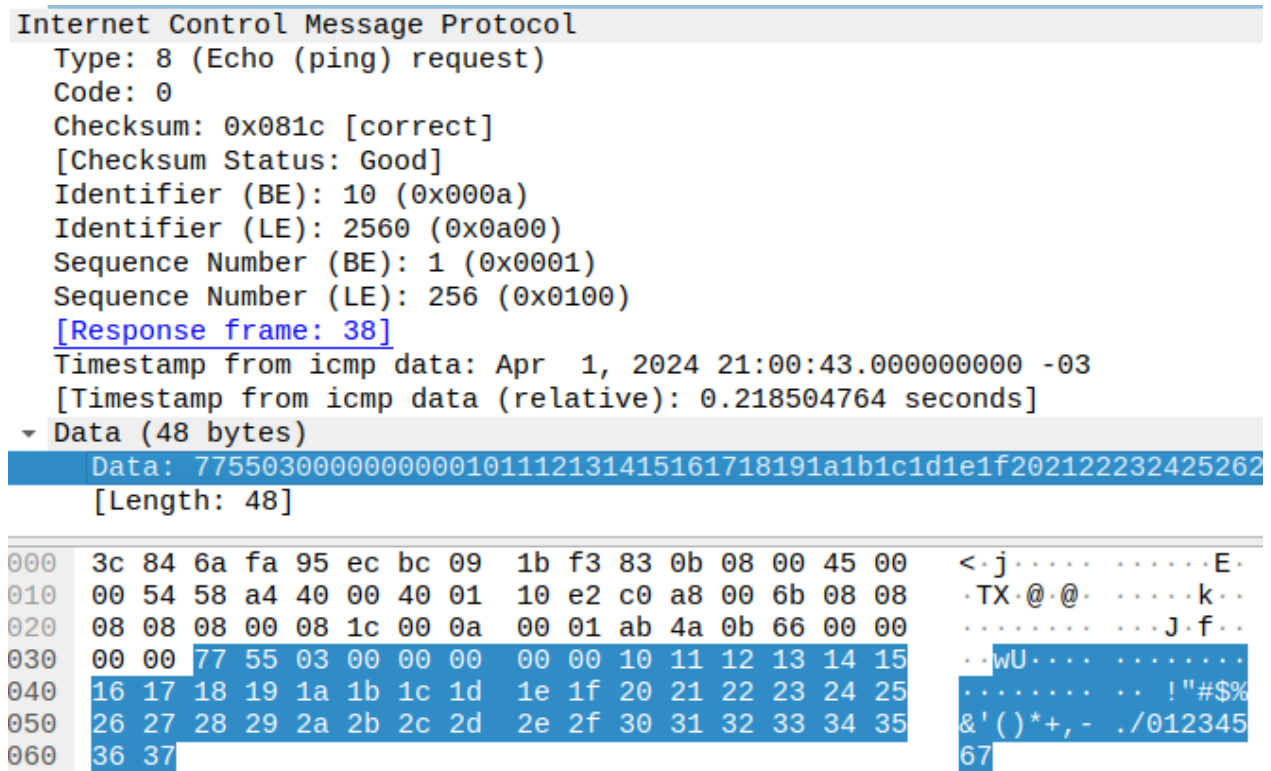 Internet Control Message Protocol
Type: 8 (Echo (ping) request)
Code: 0
Checksum: 0x081c [correct]
[Checksum Status: Good]
Identifier (BE): 10 (0x000a)
Identifier (LE): 2560 (0x0a00)
Sequence Number (BE): 1 (0x0001)
Sequence Number (LE): 256 (0x0100)
[Response frame: 38]
Timestamp from icmp data: Apr  1, 2024 21:00:43.000000000 -03
[Timestamp from icmp data (relative): 0.218504764 seconds]
Data (48 bytes)
Data: 7755030000000000101112131415161718191a1b1c1d1e1f202122232425262
[Length: 48]
000 3c 84 6a fa 95 ec bc 09 1b f3 83 0b 08 00 45 00 <·j····· ······E·
010 00 54 58 a4 40 00 40 01 10 e2 c0 a8 00 6b 08 08 ·TX·@·@· ·····k··
020 08 08 08 00 08 1c 00 0a 00 01 ab 4a 0b 66 00 00 ········ ···J·f··
030 00 00 77 55 03 00 00 00 00 00 10 11 12 13 14 15 ··wU···· ········
040 16 17 18 19 1a 1b 1c 1d 1e 1f 20 21 22 23 24 25 ········ ·· !"#$%
050 26 27 28 29 2a 2b 2c 2d 2e 2f 30 31 32 33 34 35 &'()*+,- ./012345
060 36 37 67